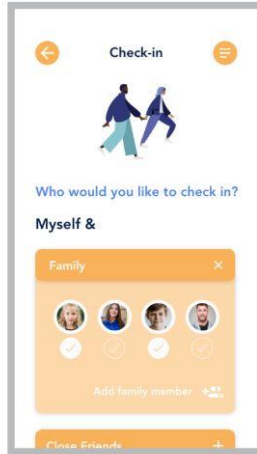 Check-in
Who would you like to check in?
Myself &
Family
Add family member
Close Friends